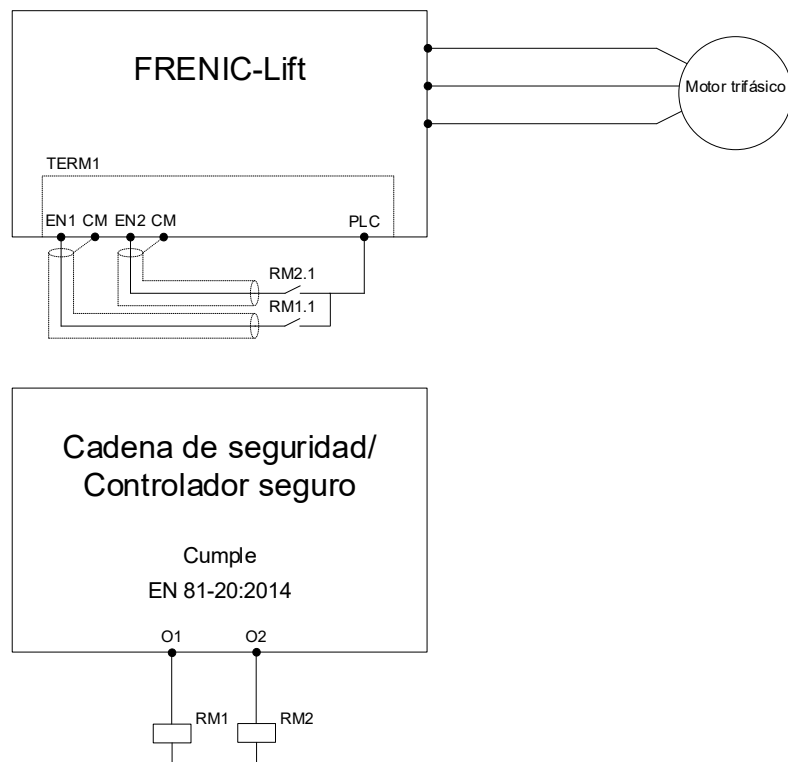 FRENIC-Lift
Motor trifásico
TERM1
EN1 CM EN2 CM PLC
RM2.1
RM1.1
Cadena de seguridad/
Controlador seguro
Cumple
EN 81-20:2014
O1 O2
RM1 RM2